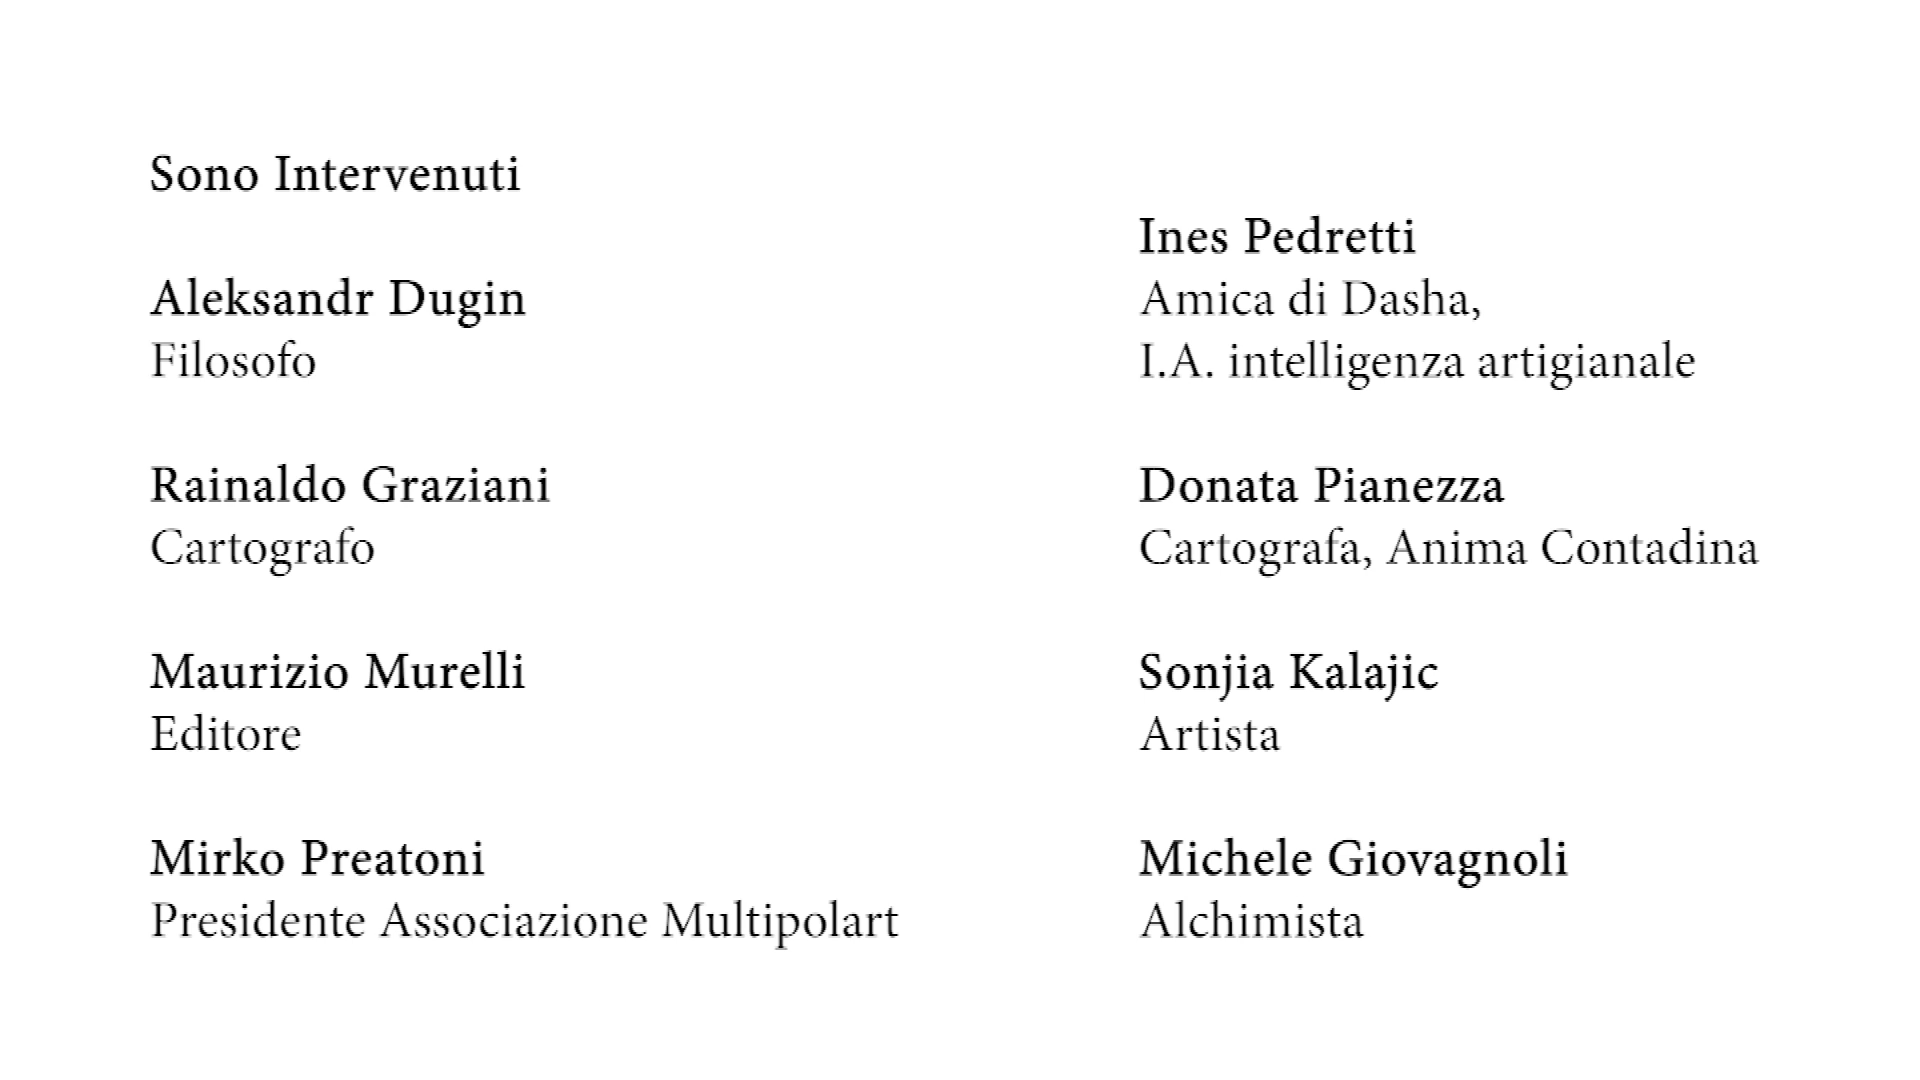 Sono Intervenuti
Aleksandr Dugin
Filosofo
Rainaldo Graziani
Cartografo
Maurizio Murelli
Editore
Mirko Preatoni
Presidente Associazione Multipolart
Ines Pedretti
Amica di Dasha,
I.A. intelligenza artigianale
Donata Pianezza
Cartografa, Anima Contadina
Sonjia Kalajic
Artista
Michele Giovagnoli
Alchimista